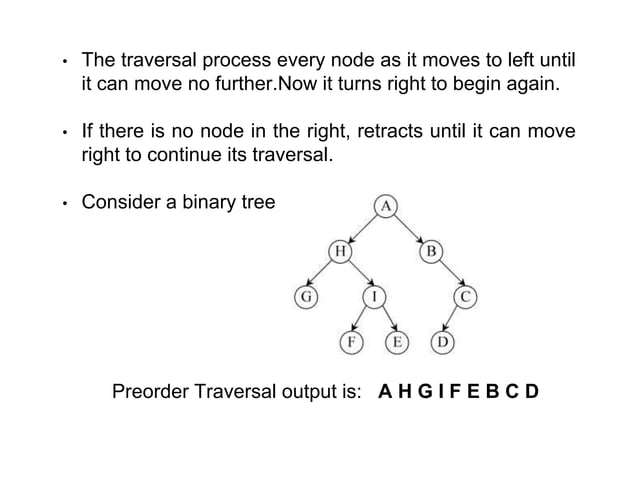 • The traversal process every node as it moves to left until
it can move no further.Now it turns right to begin again.
• If there is no node in the right, retracts until it can move
right to continue its traversal.
• Consider a binary tree
A
H B
G I C
F E D
Preorder Traversal output is: A H G I F E B C D